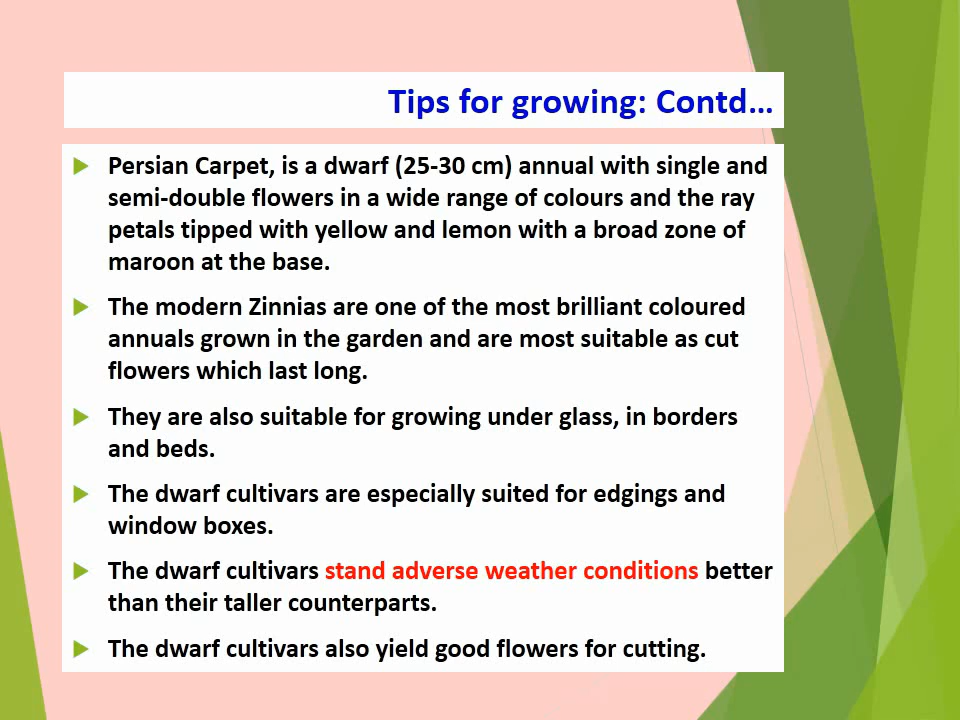 Tips for growing: Contd...
Persian Carpet, is a dwarf (25-30 cm) annual with single and
semi-double flowers in a wide range of colours and the ray
petals tipped with yellow and lemon with a broad zone of
maroon at the base.
The modern Zinnias are one of the most brilliant coloured
annuals grown in the garden and are most suitable as cut
flowers which last long.
They are also suitable for growing under glass, in borders
and beds.
The dwarf cultivars are especially suited for edgings and
window boxes.
The dwarf cultivars stand adverse weather conditions better
than their taller counterparts.
The dwarf cultivars also yield good flowers for cutting.